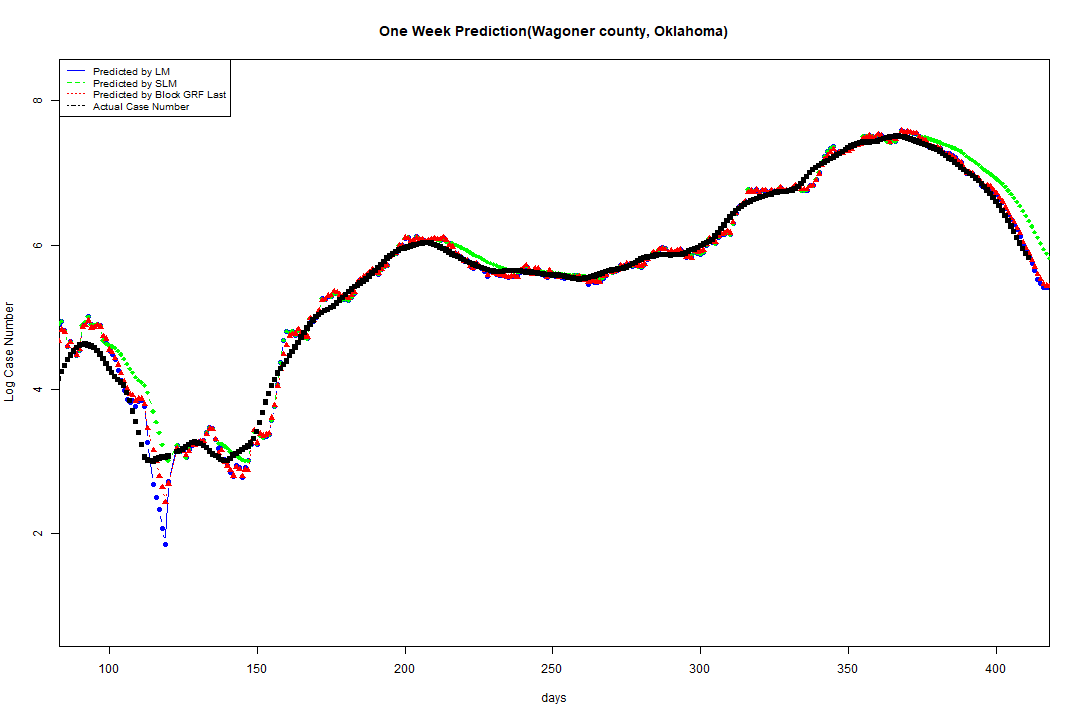 One Week Prediction(Wagoner county, Oklahoma)
Predicted by LM
Predicted by SLM
Predicted by Block GRF Last
Actual Case Number
8
6
4
2
Log Case Number
100 150 200 250 300 350 400
days